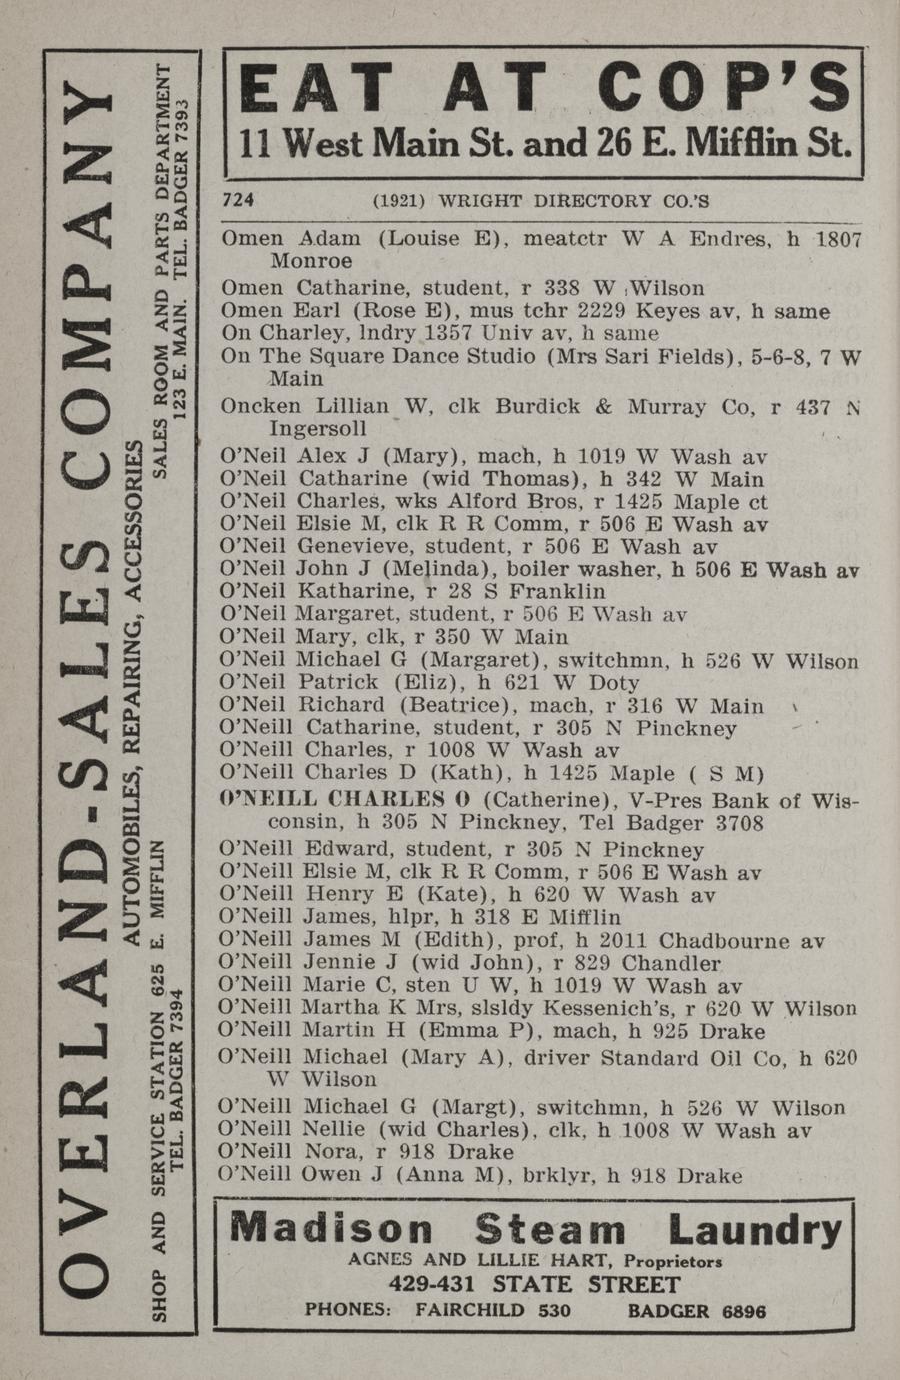 OVERLAND-SALES COMPANY
AUTOMOBILES, REPAIRING, ACCESSORIES
SHOP AND SERVICE STATION 625 E. MIFFLIN
TEL. BADGER 7394
SALES ROOM AND PARTS DEPARTMENT
123 E. MAIN. TEL. BADGER 7393
EAT AT COP'S
11 West Main St. and 26 E. Mifflin St.
724 (1921) WRIGHT DIRECTORY CO.'S
Omen Adam (Louise E), meatctr W A Endres, h 1807
Monroe
Omen Catharine, student, r 338 W Wilson
Omen Earl (Rose E), mus tchr 2229 Keyes av, h same
On Charley, lndry 1357 Univ av, h same
On The Square Dance Studio (Mrs Sari Fields), 5-6-8, 7 W
Main
Oncken Lillian W, clk Burdick & Murray Co, r 437 N
Ingersoll
O'Neil Alex J (Mary), mach, h 1019 W Wash av
O'Neil Catharine (wid Thomas), h 342 W Main
O'Neil Charles, wks Alford Bros, r 1425 Maple ct
O'Neil Elsie M, clk R R Comm, r 506 E Wash av
O'Neil Genevieve, student, r 506 E Wash av
O'Neil John J (Melinda), boiler washer, h 506 E Wash av
O'Neil Katharine, r 28 S Franklin
O'Neil Margaret, student, r 506 E Wash av
O'Neil Mary, clk, r 350 W Main
O'Neil Michael G (Margaret), switchmn, h 526 W Wilson
O'Neil Patrick (Eliz), h 621 W Doty
O'Neil Richard (Beatrice), mach, r 316 W Main
O'Neill Catharine, student, r 305 N Pinckney
O'Neill Charles, r 1008 W Wash av
O'Neill Charles D (Kath), h 1425 Maple ( S M)
O'NEILL CHARLES O (Catherine), V-Pres Bank of Wis-
consin, h 305 N Pinckney, Tel Badger 3708
O'Neill Edward, student, r 305 N Pinckney
O'Neill Elsie M, clk R R Comm, r 506 E Wash av
O'Neill Henry E (Kate), h 620 W Wash av
O'Neill James, hlpr, h 318 E Mifflin
O'Neill James M (Edith), prof, h 2011 Chadbourne av
O'Neill Jennie J (wid John), r 829 Chandler
O'Neill Marie C, sten U W, h 1019 W Wash av
O'Neill Martha K Mrs, slsldy Kessenich's, r 620 W Wilson
O'Neill Martin H (Emma P), mach, h 925 Drake
O'Neill Michael (Mary A), driver Standard Oil Co, h 620
W Wilson
O'Neill Michael G (Margt), switchmn, h 526 W Wilson
O'Neill Nellie (wid Charles), clk, h 1008 W Wash av
O'Neill Nora, r 918 Drake
O'Neill Owen J (Anna M), brklyr, h 918 Drake
Madison Steam Laundry
AGNES AND LILLIE HART, Proprietors
429-431 STATE STREET
PHONES: FAIRCHILD 530 BADGER 6896